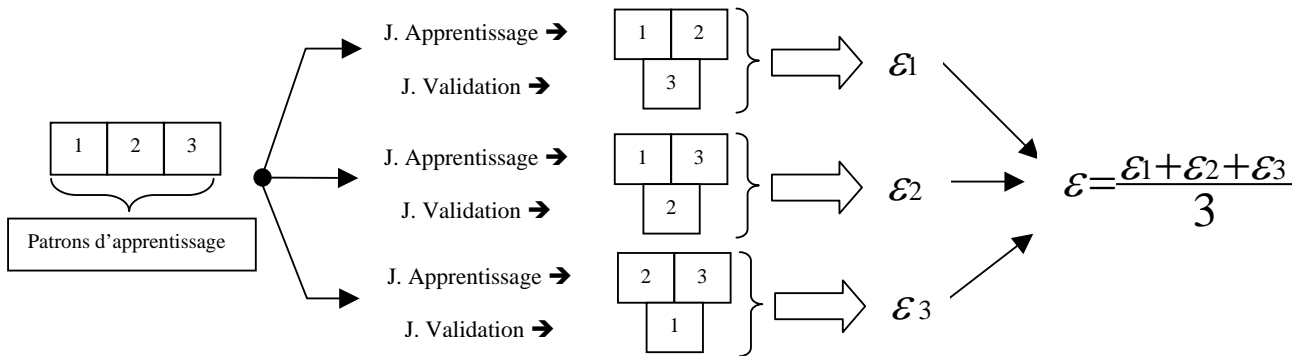 1 2 3
Patrons d'apprentissage
J. Apprentissage ➔ 1 2
J. Validation ➔ 3
ε1
J. Apprentissage ➔ 1 3
J. Validation ➔ 2
ε2
J. Apprentissage ➔ 2 3
J. Validation ➔ 1
ε3
ε=ε1+ε2+ε3
3